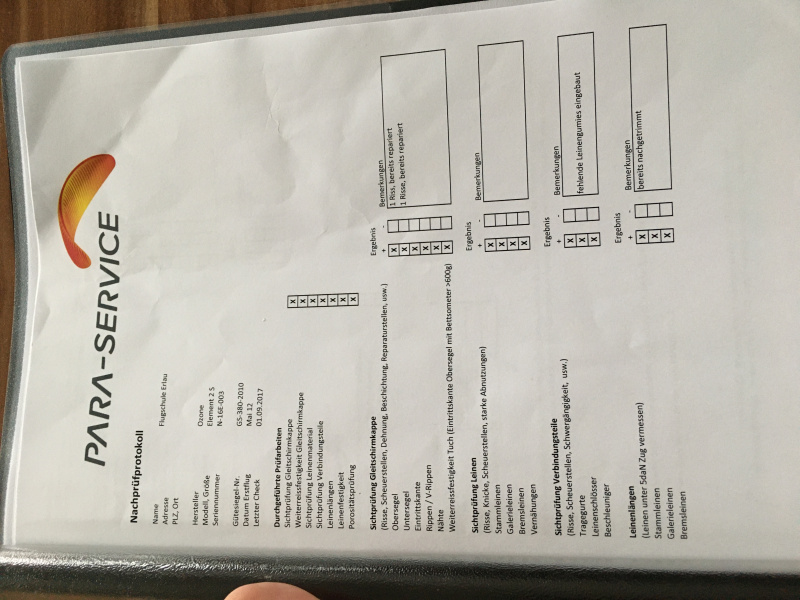 PARA-SERVICE
Nachprüfprotokoll
Name Flugschule Erlau
Adresse
PLZ, Ort
Hersteller Ozone
Modell, Größe Element 2 S
Seriennummer N-16E-003
Gütesiegel-Nr. GS-380-2010
Datum Erstflug Mai 12
Letzter Check 01.09.2017
Durchgeführte Prüfarbeiten
Sichtprüfung Gleitschirmkappe X
Weiterreissfestigkeit Gleitschirmkappe X
Sichtprüfung Leinenmaterial X
Sichtprüfung Verbindungsteile X
Leinenlängen X
Leinenfestigkeit X
Porositätsprüfung X
Sichtprüfung Gleitschirmkappe Ergebnis
(Risse, Scheuerstellen, Dehnung, Beschichtung, Reparaturstellen, usw.) + - Bemerkungen
Obersegel X 1 Riss, bereits repariert
Untersegel X 1 Risse, bereits repariert
Eintrittskante X
Rippen / V-Rippen X
Nähte X
Weiterreissfestigkeit Tuch (Eintrittskante Obersegel mit Bettsometer >600g) X
Sichtprüfung Leinen Ergebnis
(Risse, Knicke, Scheuerstellen, starke Abnutzungen) + - Bemerkungen
Stammleinen X
Galerieleinen X
Bremsleinen X
Vernähungen X
Sichtprüfung Verbindungsteile Ergebnis
(Risse, Scheuerstellen, Schwergängigkeit, usw.) + - Bemerkungen
Tragegurte X
Leinenschlösser X fehlende Leinengumies eingebaut
Beschleuniger X
Leinenlängen Ergebnis
(Leinen unter 5daN Zug vermessen) + - Bemerkungen
Stammleinen X bereits nachgetrimmt
Galerieleinen X
Bremsleinen X